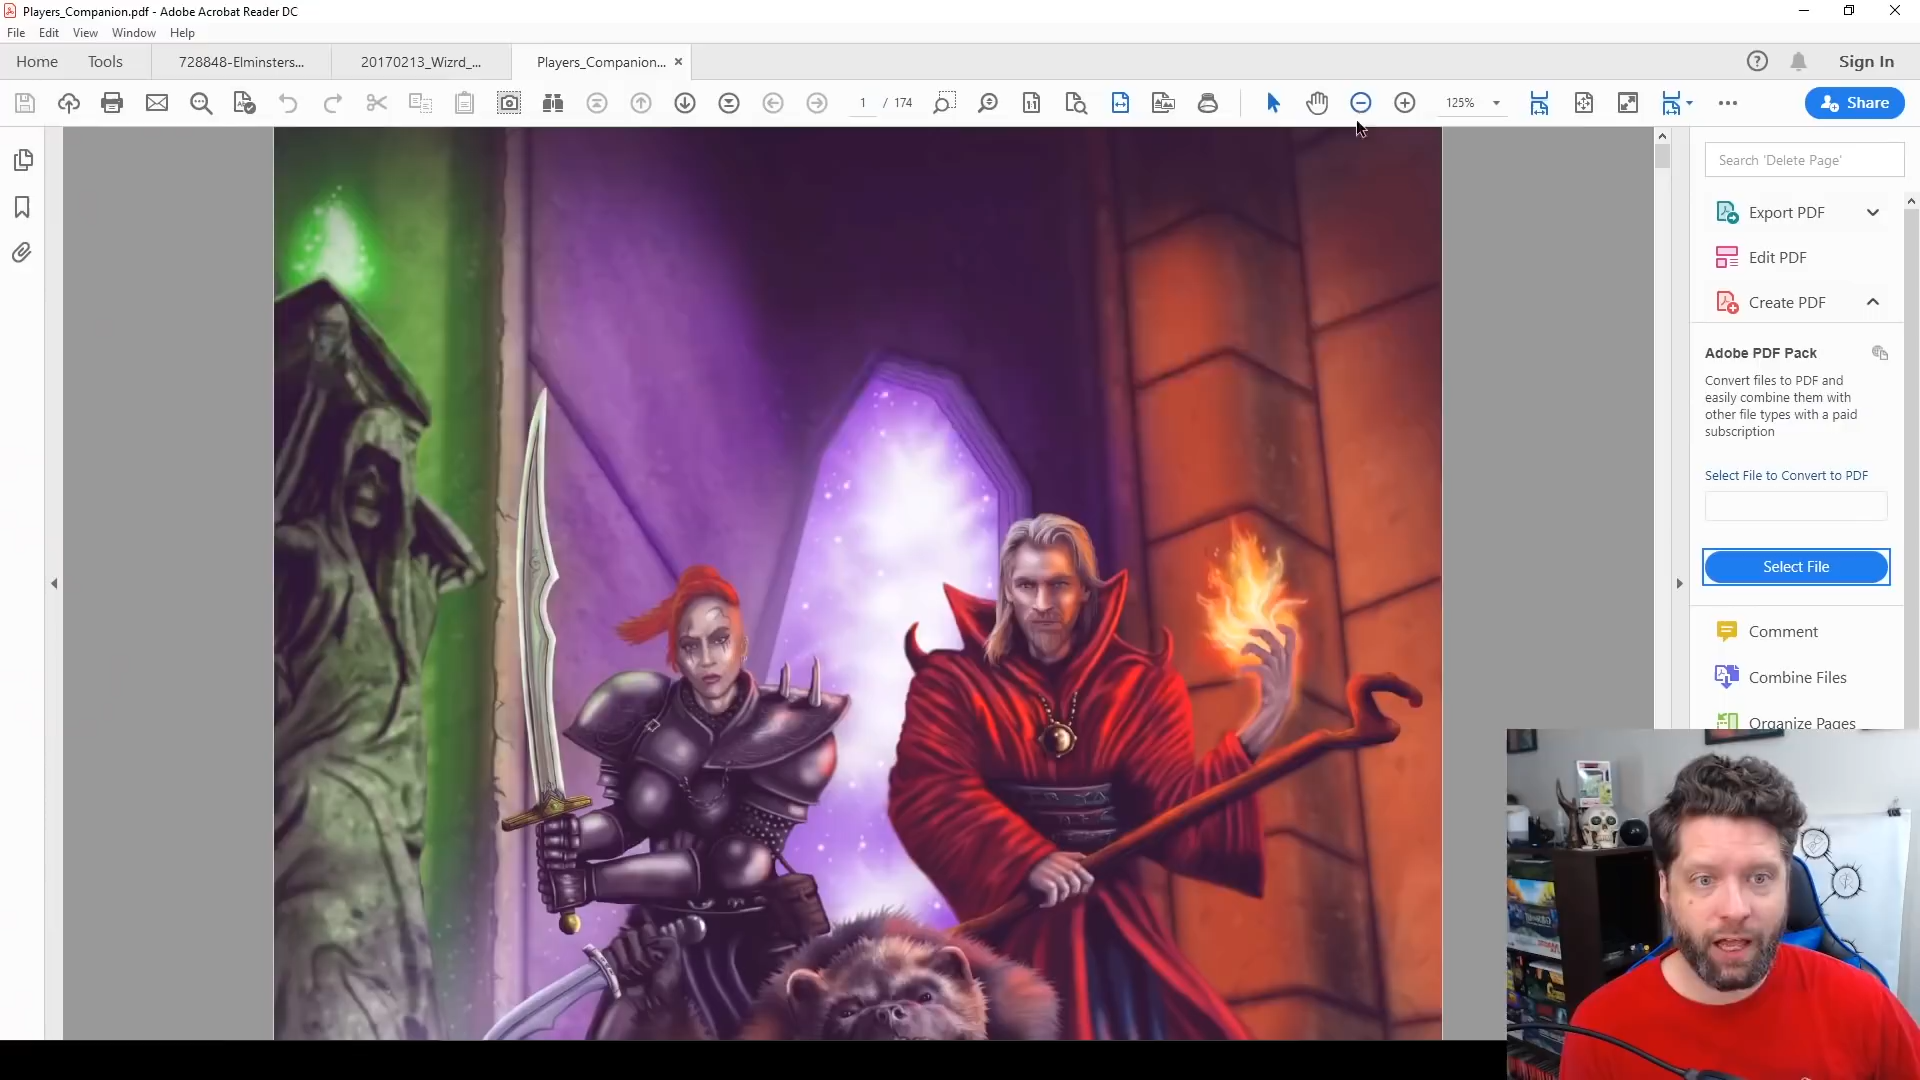 Players_Companion.pdf - Adobe Acrobat Reader DC
File Edit View Window Help
Home Tools 728848-Elminsters... 20170213_Wizrd_... Players_Companion... × Sign In
1 / 174 125% Share
Search 'Delete Page'
Export PDF
Edit PDF
Create PDF
Adobe PDF Pack
Convert files to PDF and
easily combine them with
other file types with a paid
subscription
Select File to Convert to PDF
Select File
Comment
Combine Files
Organize Pages